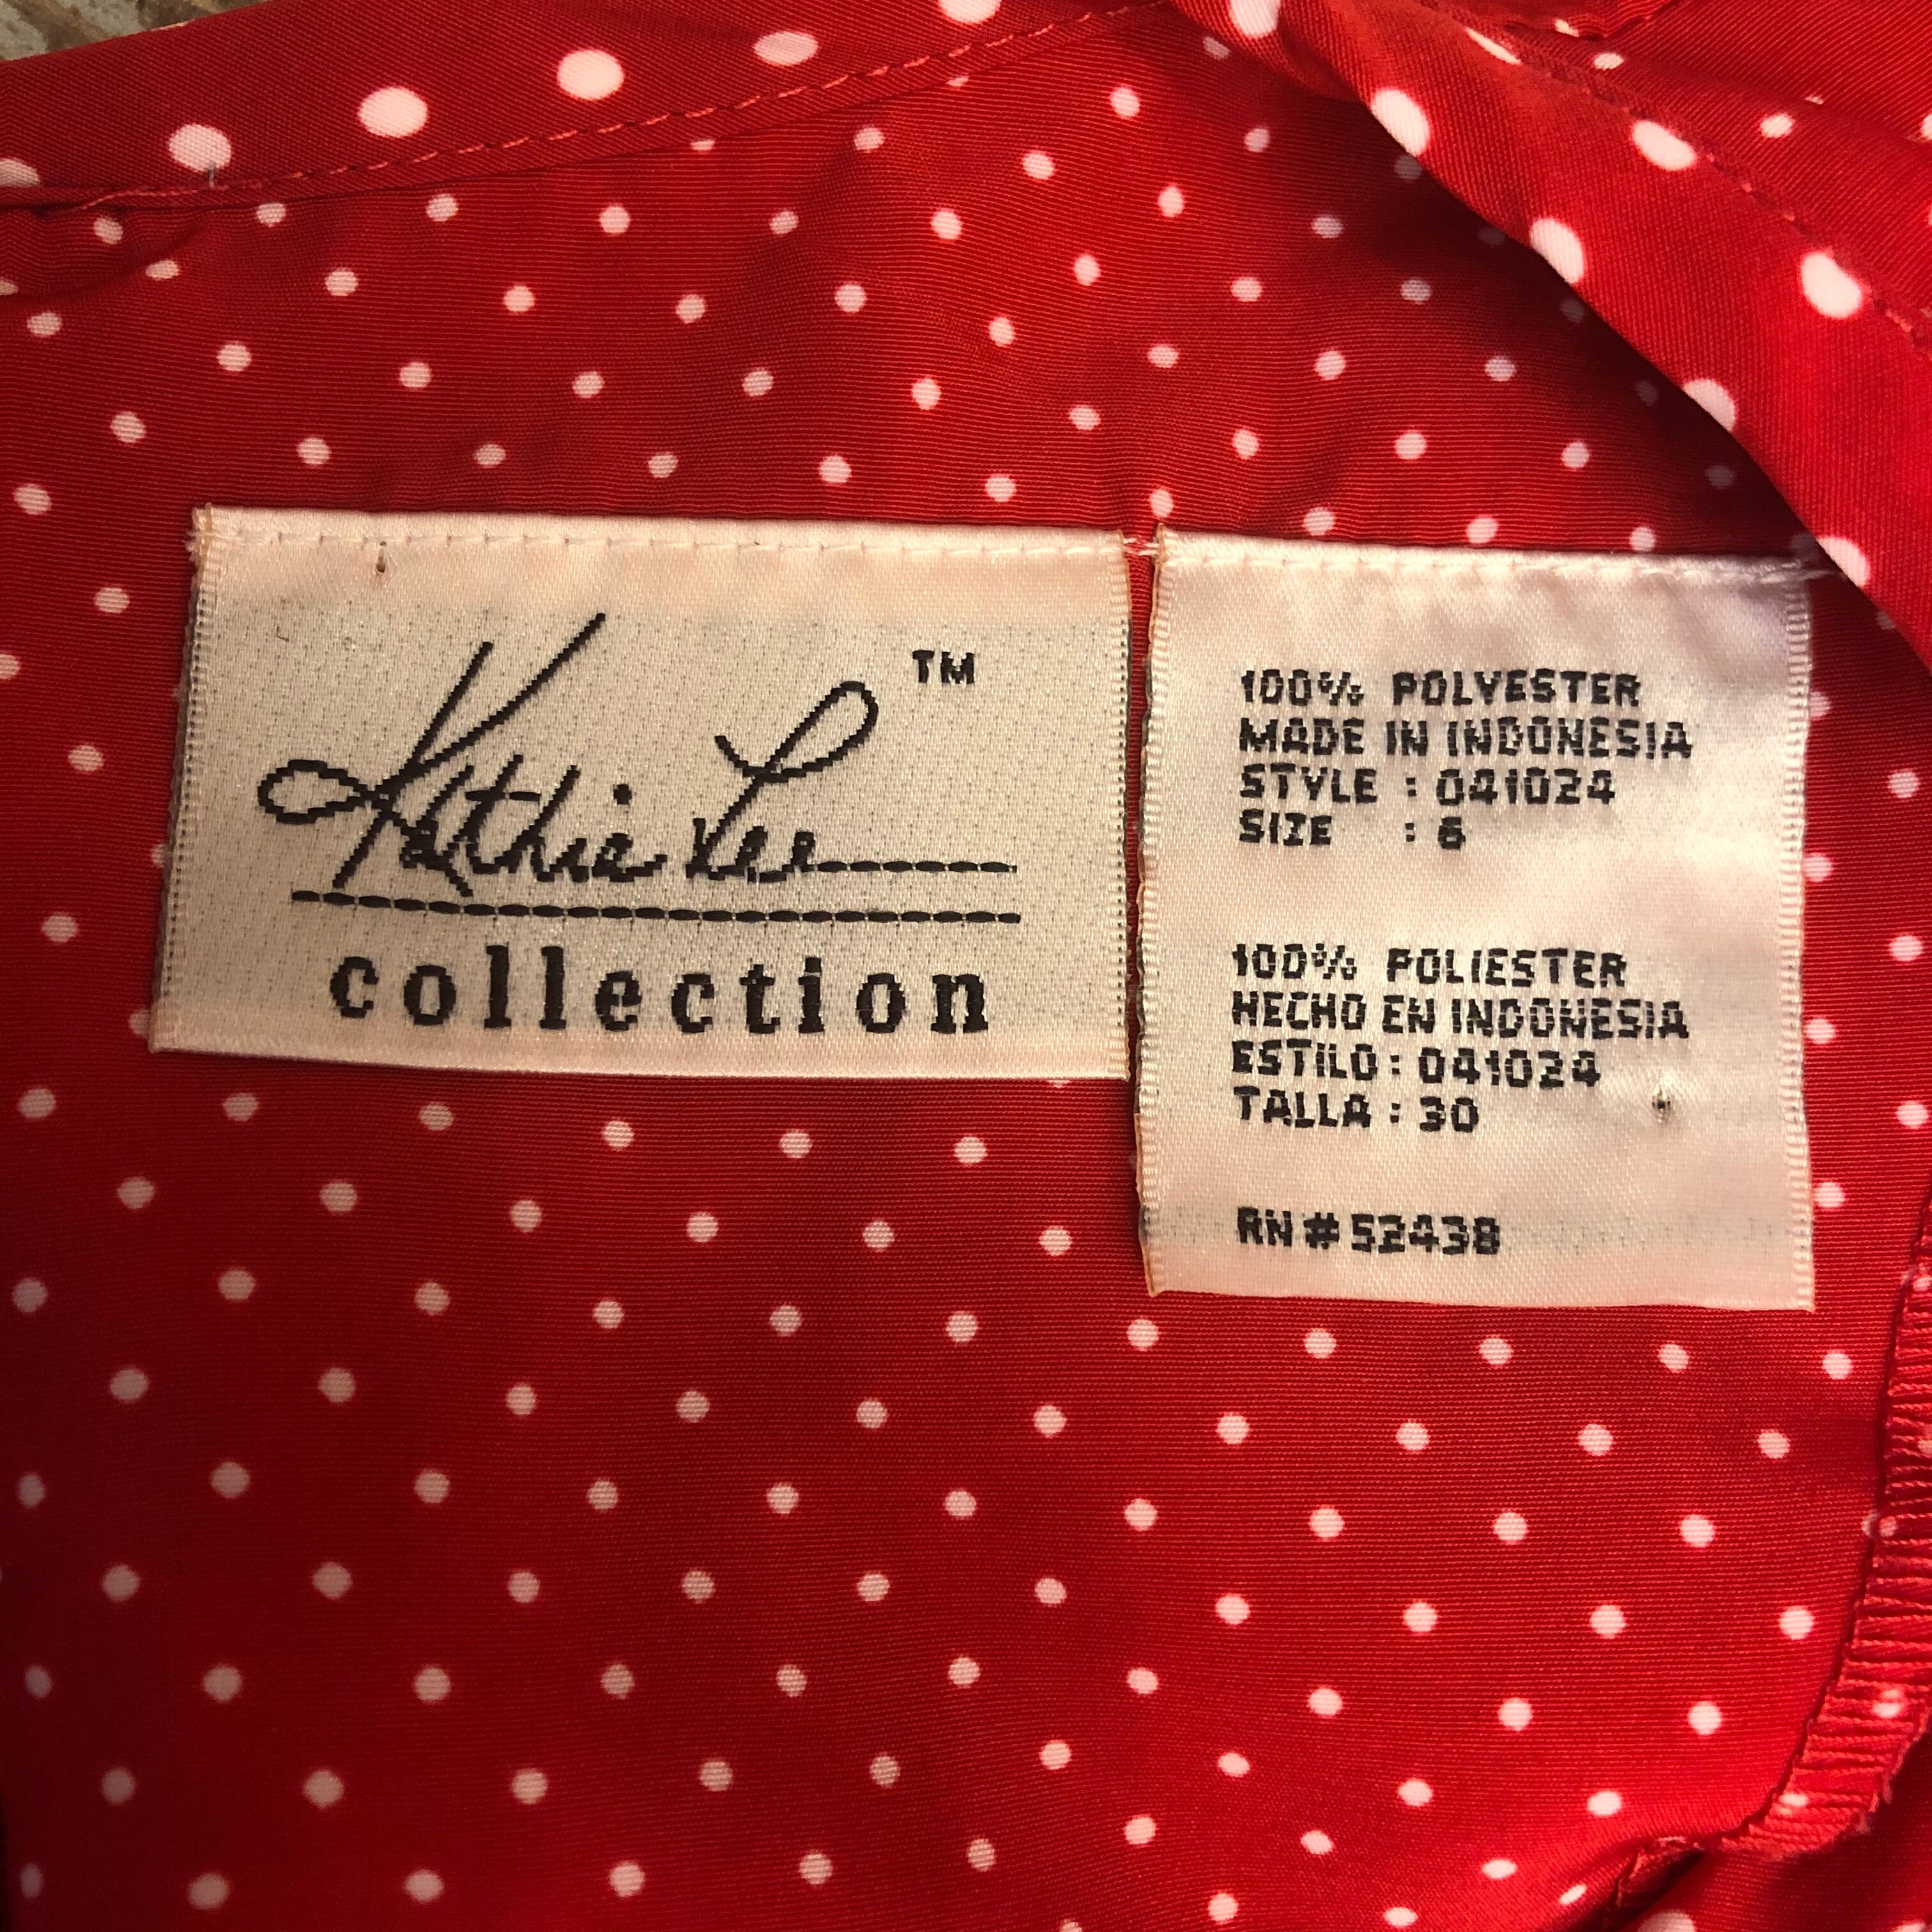 Kathie Lee ™
collection
100% POLYESTER
MADE IN INDONESIA
STYLE : 041024
SIZE : 6
100% POLIESTER
HECHO EN INDONESIA
ESTILO : 041024
TALLA : 30
RN # 52438